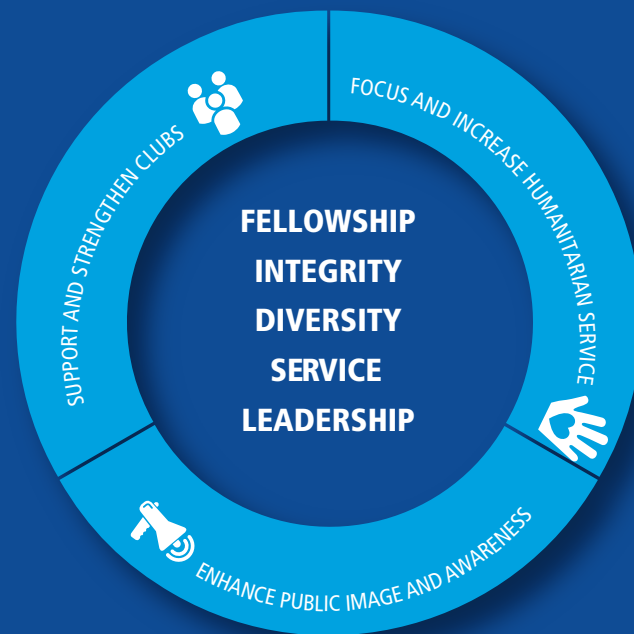 SUPPORT AND STRENGTHEN CLUBS
FOCUS AND INCREASE HUMANITARIAN SERVICE
FELLOWSHIP
INTEGRITY
DIVERSITY
SERVICE
LEADERSHIP
ENHANCE PUBLIC IMAGE AND AWARENESS